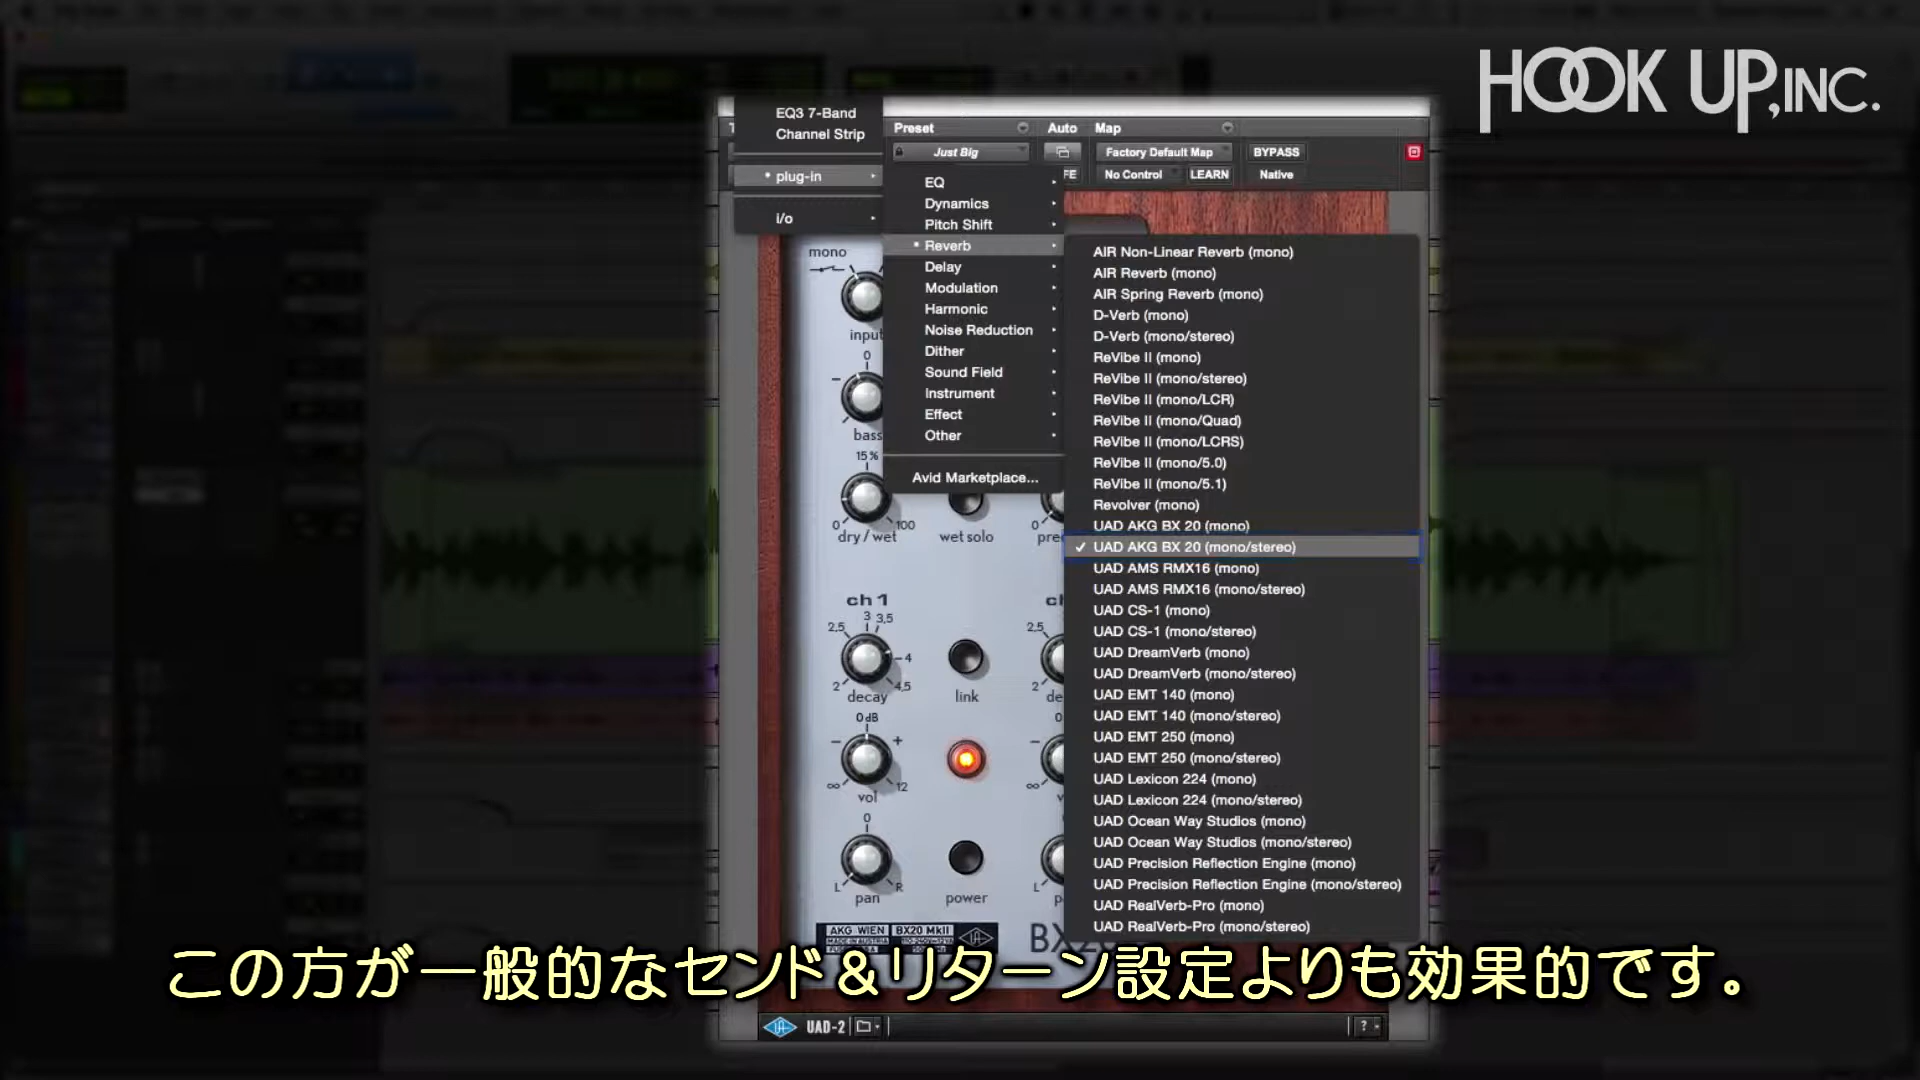 HOOK UP,INC.
EQ3 7-Band
Channel Strip
• plug-in
i/o
Preset
Auto
Map
Just Big
Factory Default Map
BYPASS
No Control
LEARN
Native
EQ
Dynamics
Pitch Shift
• Reverb
Delay
Modulation
Harmonic
Noise Reduction
Dither
Sound Field
Instrument
Effect
Other
Avid Marketplace...
AIR Non-Linear Reverb (mono)
AIR Reverb (mono)
AIR Spring Reverb (mono)
D-Verb (mono)
D-Verb (mono/stereo)
ReVibe II (mono)
ReVibe II (mono/stereo)
ReVibe II (mono/LCR)
ReVibe II (mono/Quad)
ReVibe II (mono/LCRS)
ReVibe II (mono/5.0)
ReVibe II (mono/5.1)
Revolver (mono)
UAD AKG BX 20 (mono)
✓ UAD AKG BX 20 (mono/stereo)
UAD AMS RMX16 (mono)
UAD AMS RMX16 (mono/stereo)
UAD CS-1 (mono)
UAD CS-1 (mono/stereo)
UAD DreamVerb (mono)
UAD DreamVerb (mono/stereo)
UAD EMT 140 (mono)
UAD EMT 140 (mono/stereo)
UAD EMT 250 (mono)
UAD EMT 250 (mono/stereo)
UAD Lexicon 224 (mono)
UAD Lexicon 224 (mono/stereo)
UAD Ocean Way Studios (mono)
UAD Ocean Way Studios (mono/stereo)
UAD Precision Reflection Engine (mono)
UAD Precision Reflection Engine (mono/stereo)
UAD RealVerb-Pro (mono)
UAD RealVerb-Pro (mono/stereo)
mono
input
0
bass
15%
0 100
dry / wet
wet solo
ch 1
2,5 3 3,5
4
2 4,5
decay
link
2,5
2
0dB
− +
∞ 12
vol
∞
0
L R
pan
power
L
AKG WIEN BX20 MkII
MADE IN AUSTRIA
この方が一般的なセンド&リターン設定よりも効果的です。
UAD-2
?